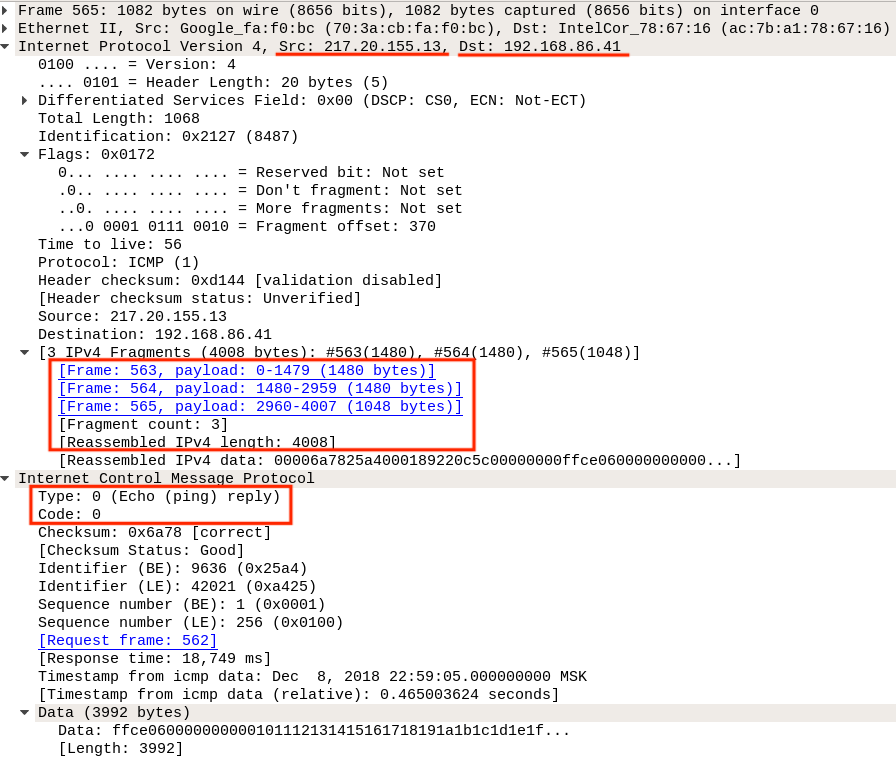 Frame 565: 1082 bytes on wire (8656 bits), 1082 bytes captured (8656 bits) on interface 0
Ethernet II, Src: Google_fa:f0:bc (70:3a:cb:fa:f0:bc), Dst: IntelCor_78:67:16 (ac:7b:a1:78:67:16)
Internet Protocol Version 4, Src: 217.20.155.13, Dst: 192.168.86.41
0100 .... = Version: 4
.... 0101 = Header Length: 20 bytes (5)
Differentiated Services Field: 0x00 (DSCP: CS0, ECN: Not-ECT)
Total Length: 1068
Identification: 0x2127 (8487)
Flags: 0x0172
0... .... .... .... = Reserved bit: Not set
.0.. .... .... .... = Don't fragment: Not set
..0. .... .... .... = More fragments: Not set
...0 0001 0111 0010 = Fragment offset: 370
Time to live: 56
Protocol: ICMP (1)
Header checksum: 0xd144 [validation disabled]
[Header checksum status: Unverified]
Source: 217.20.155.13
Destination: 192.168.86.41
[3 IPv4 Fragments (4008 bytes): #563(1480), #564(1480), #565(1048)]
[Frame: 563, payload: 0-1479 (1480 bytes)]
[Frame: 564, payload: 1480-2959 (1480 bytes)]
[Frame: 565, payload: 2960-4007 (1048 bytes)]
[Fragment count: 3]
[Reassembled IPv4 length: 4008]
[Reassembled IPv4 data: 00006a7825a4000189220c5c00000000ffce060000000000...]
Internet Control Message Protocol
Type: 0 (Echo (ping) reply)
Code: 0
Checksum: 0x6a78 [correct]
[Checksum Status: Good]
Identifier (BE): 9636 (0x25a4)
Identifier (LE): 42021 (0xa425)
Sequence number (BE): 1 (0x0001)
Sequence number (LE): 256 (0x0100)
[Request frame: 562]
[Response time: 18,749 ms]
Timestamp from icmp data: Dec  8, 2018 22:59:05.000000000 MSK
[Timestamp from icmp data (relative): 0.465003624 seconds]
Data (3992 bytes)
Data: ffce060000000000101112131415161718191a1b1c1d1e1f...
[Length: 3992]